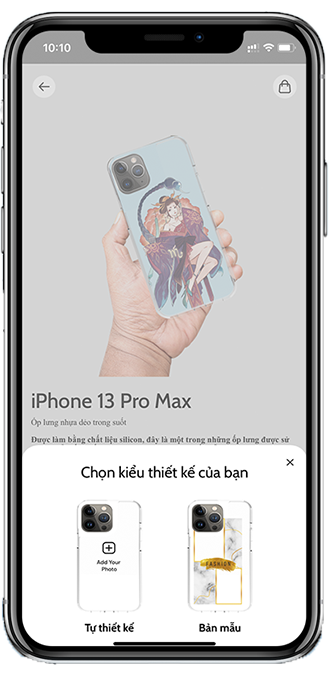 10:10
iPhone 13 Pro Max
Ốp lưng nhựa dẻo trong suốt
Được làm bằng chất liệu silicon, đây là một trong những ốp lưng được sử
Chọn kiểu thiết kế của bạn
Add Your
Photo
FASHION
Tự thiết kế
Bản mẫu